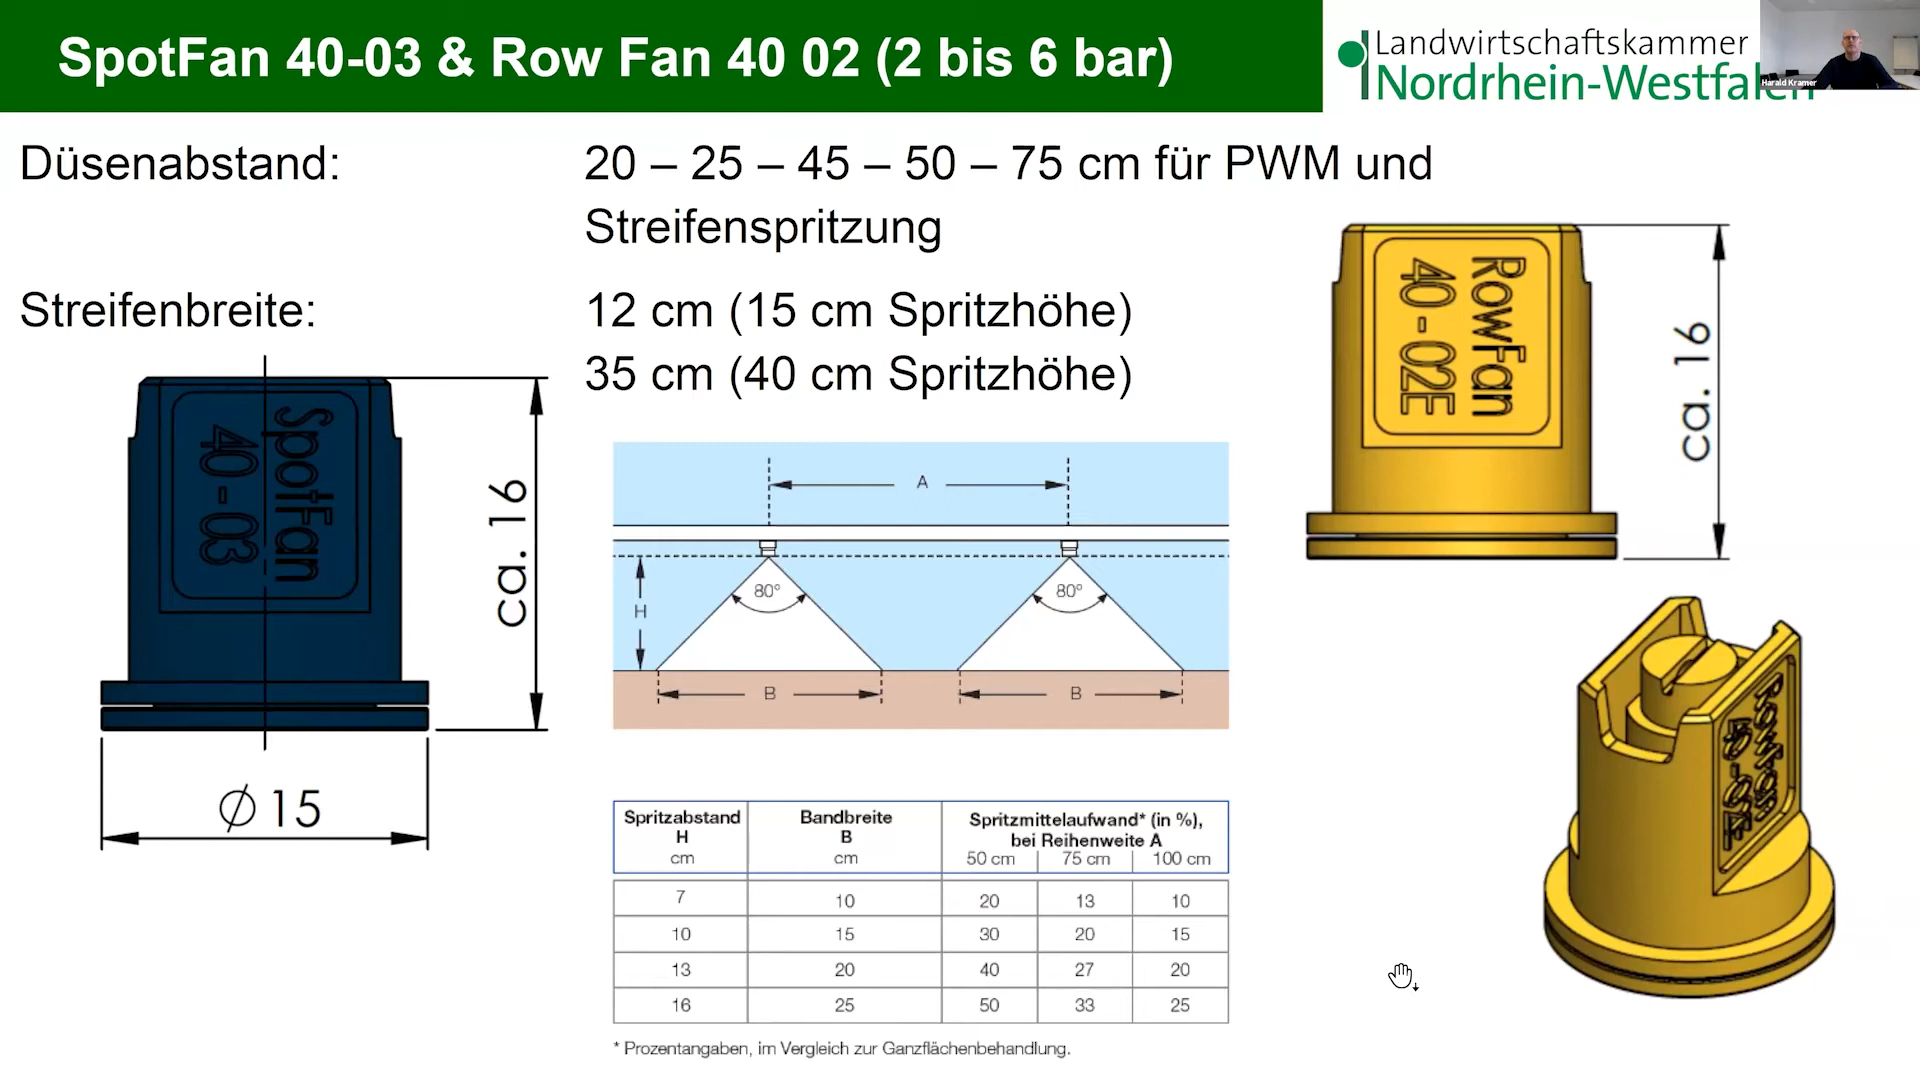 SpotFan 40-03 & Row Fan 40 02 (2 bis 6 bar)
Landwirtschaftskammer
Nordrhein-Westfalen
Harald Kramer
Düsenabstand: 20 – 25 – 45 – 50 – 75 cm für PWM und
Streifenspritzung
Streifenbreite: 12 cm (15 cm Spritzhöhe)
35 cm (40 cm Spritzhöhe)
SpotFan
40-03
ca. 16
Ø 15
RowFan
40-02E
ca. 16
RowFan
40-02E
A
H
80°
80°
B
B
Spritzabstand Bandbreite Spritzmittelaufwand* (in %),
H B bei Reihenweite A
cm cm 50 cm 75 cm 100 cm
7 10 20 13 10
10 15 30 20 15
13 20 40 27 20
16 25 50 33 25
* Prozentangaben, im Vergleich zur Ganzflächenbehandlung.